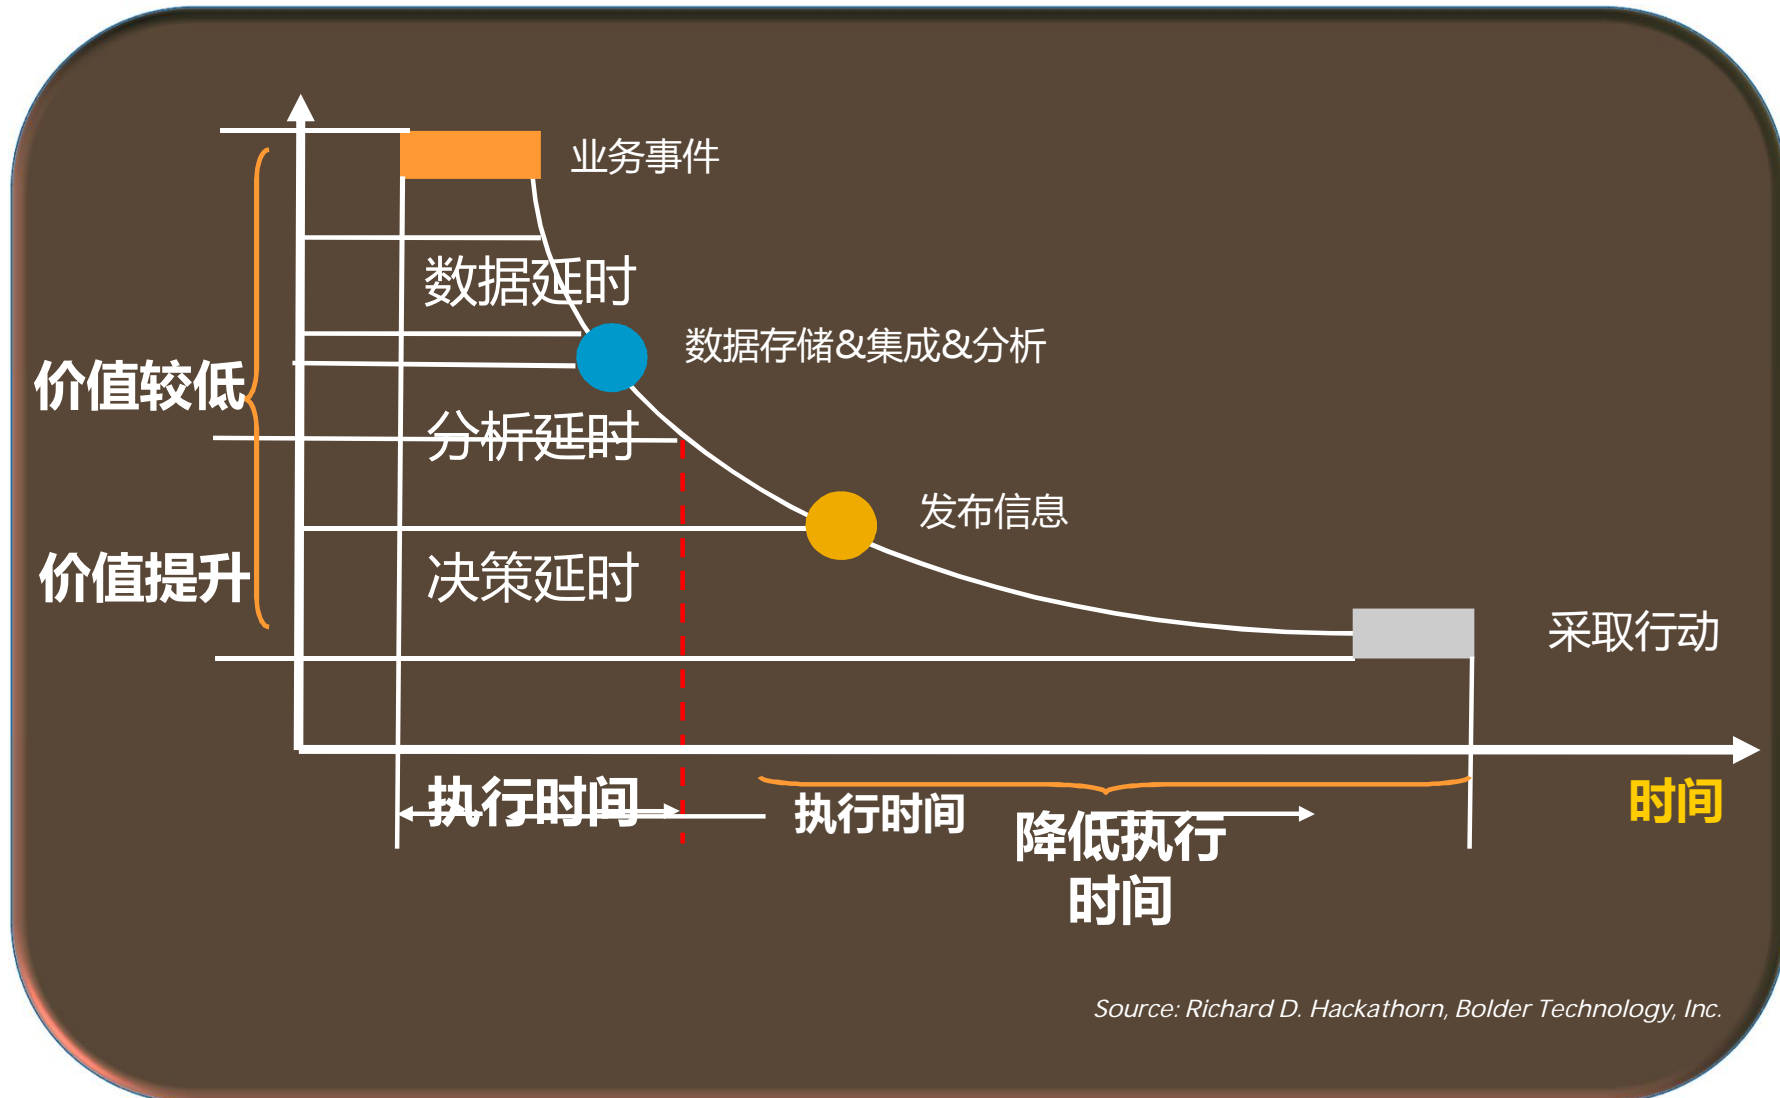 业务事件
数据延时
数据存储&集成&分析
价值较低
分析延时
发布信息
价值提升
决策延时
采取行动
执行时间
执行时间
降低执行
时间
时间
Source: Richard D. Hackathorn, Bolder Technology, Inc.